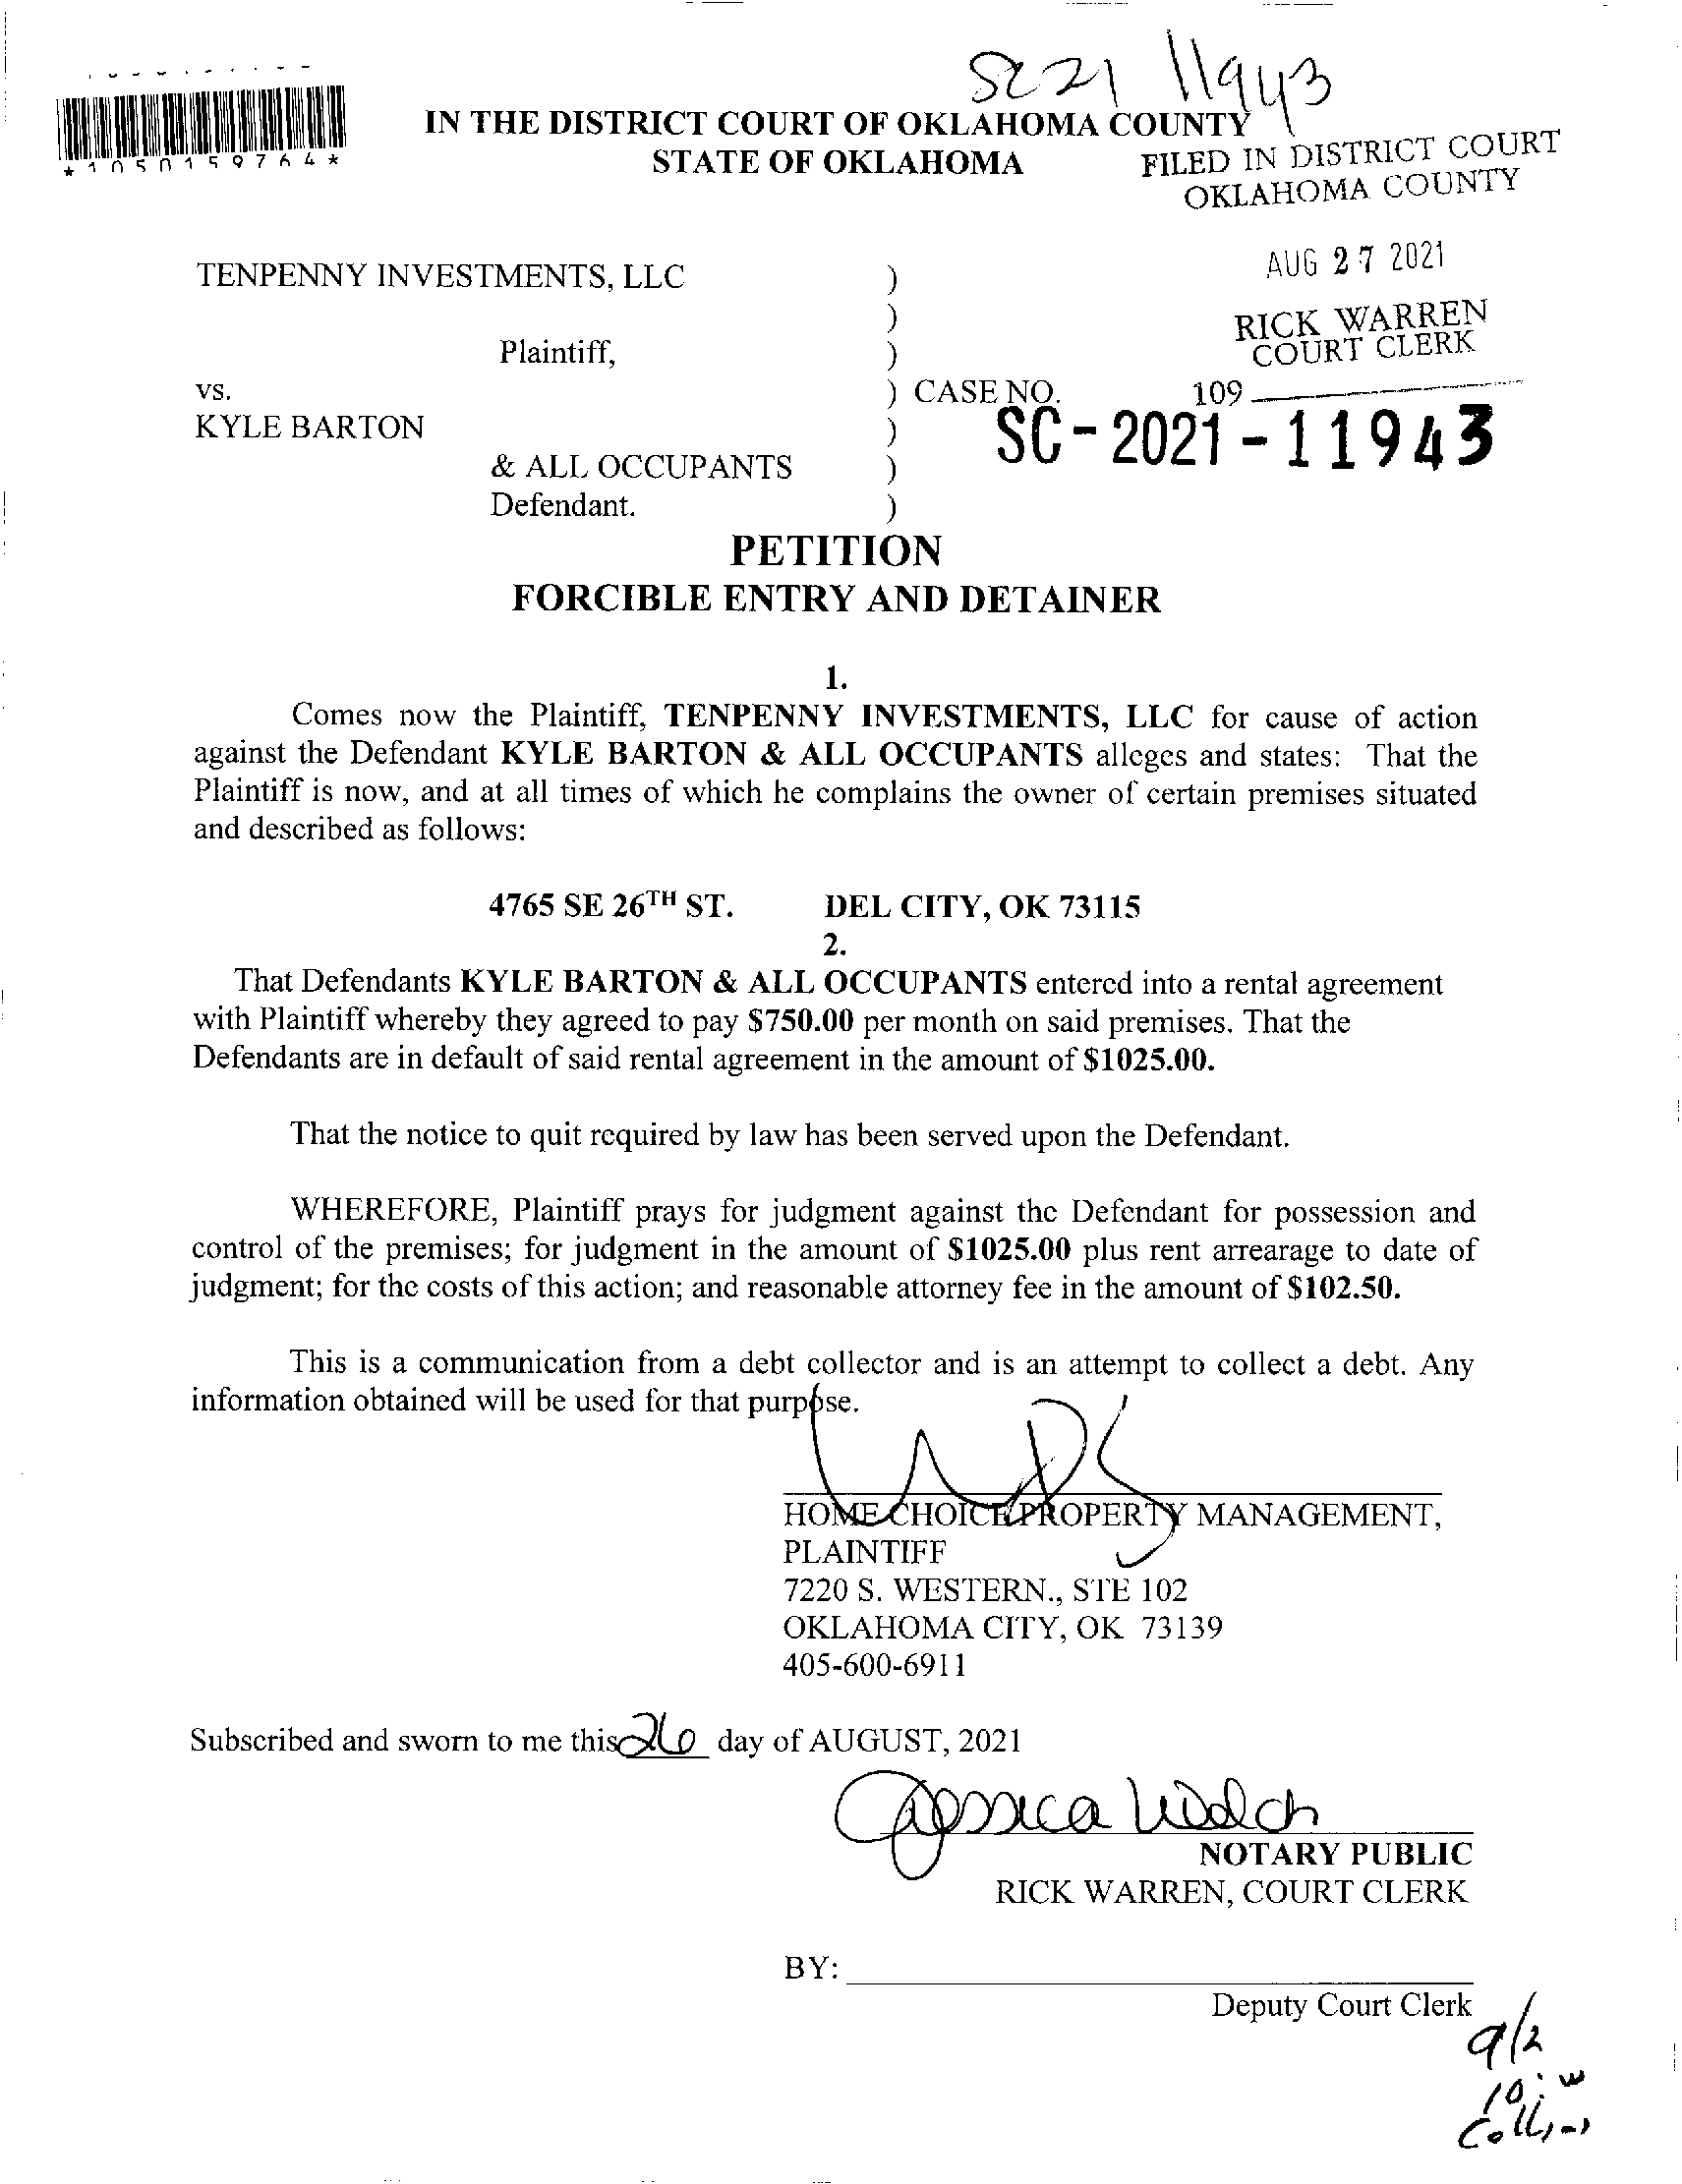 SC 21 11943
*1050159764*
IN THE DISTRICT COURT OF OKLAHOMA COUNTY
STATE OF OKLAHOMA
FILED IN DISTRICT COURT
OKLAHOMA COUNTY
AUG 27 2021
RICK WARREN
COURT CLERK
109
TENPENNY INVESTMENTS, LLC )
)
Plaintiff, )
vs. ) CASE NO.
KYLE BARTON ) SC-2021-11943
& ALL OCCUPANTS )
Defendant. )
PETITION
FORCIBLE ENTRY AND DETAINER
1.
Comes now the Plaintiff, TENPENNY INVESTMENTS, LLC for cause of action
against the Defendant KYLE BARTON & ALL OCCUPANTS alleges and states: That the
Plaintiff is now, and at all times of which he complains the owner of certain premises situated
and described as follows:
4765 SE 26TH ST. DEL CITY, OK 73115
2.
That Defendants KYLE BARTON & ALL OCCUPANTS entered into a rental agreement
with Plaintiff whereby they agreed to pay $750.00 per month on said premises. That the
Defendants are in default of said rental agreement in the amount of $1025.00.
That the notice to quit required by law has been served upon the Defendant.
WHEREFORE, Plaintiff prays for judgment against the Defendant for possession and
control of the premises; for judgment in the amount of $1025.00 plus rent arrearage to date of
judgment; for the costs of this action; and reasonable attorney fee in the amount of $102.50.
This is a communication from a debt collector and is an attempt to collect a debt. Any
information obtained will be used for that purpose.
HOME CHOICE PROPERTY MANAGEMENT,
PLAINTIFF
7220 S. WESTERN., STE 102
OKLAHOMA CITY, OK 73139
405-600-6911
Subscribed and sworn to me this 26 day of AUGUST, 2021
Jessica Welch
NOTARY PUBLIC
RICK WARREN, COURT CLERK
BY:
Deputy Court Clerk
9/2